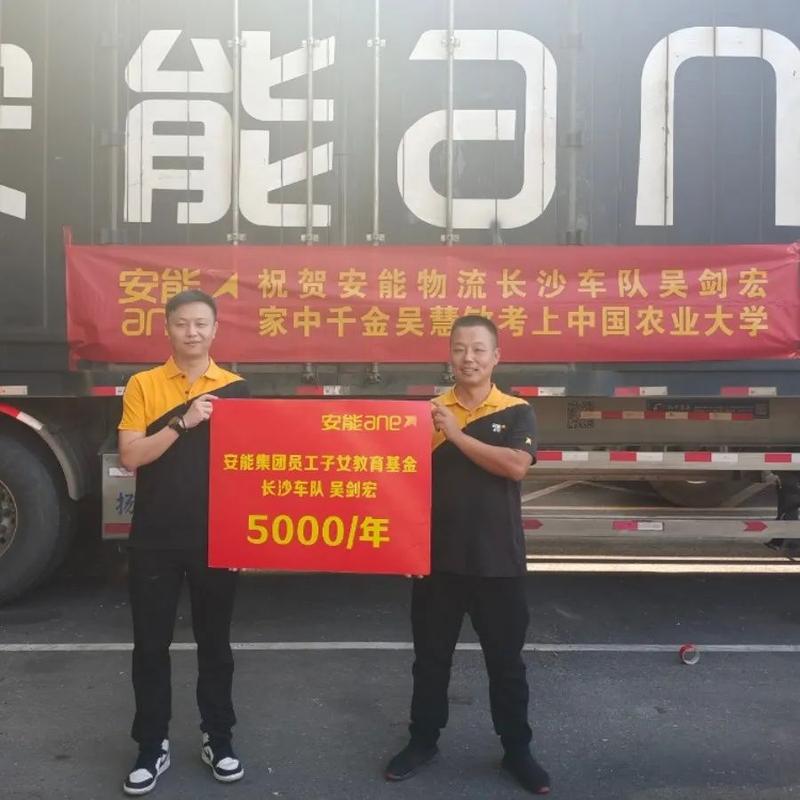 能ane
安能
ane
祝贺安能物流长沙车队吴剑宏
家中千金吴慧 考上中国农业大学
安能ane
安能集团员工子女教育基金
长沙车队 吴剑宏
5000/年
扬